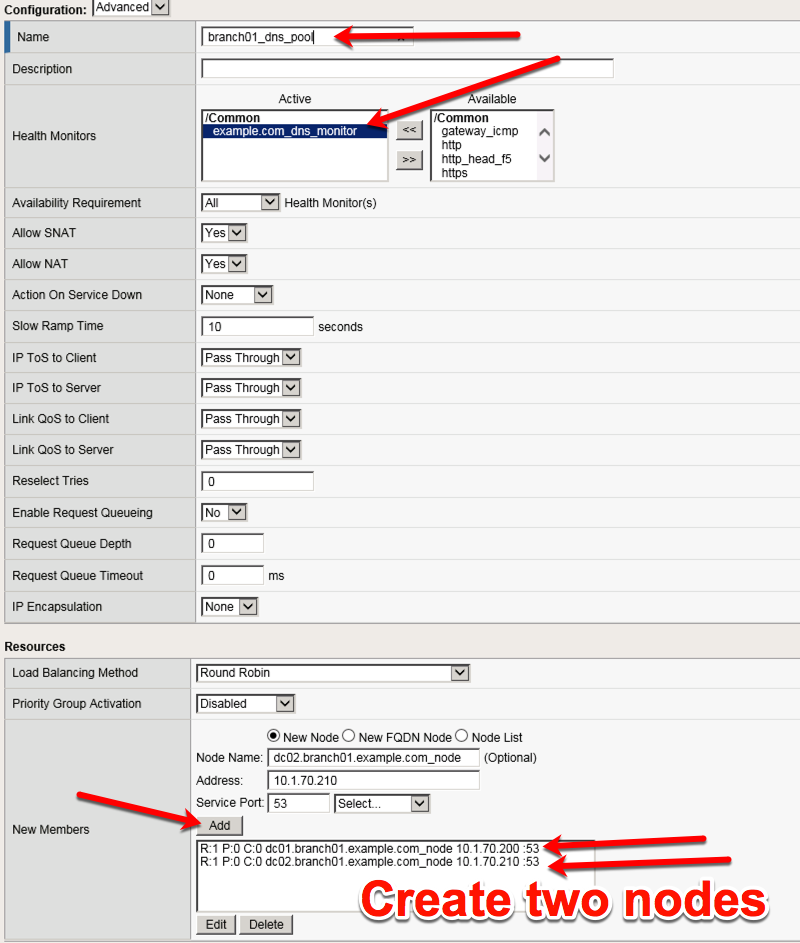 Configuration: Advanced
Name branch01_dns_pool
Description
Active Available
Health Monitors
/Common
example.com_dns_monitor
<<
>>
/Common
gateway_icmp
http
http_head_f5
https
Availability Requirement All Health Monitor(s)
Allow SNAT Yes
Allow NAT Yes
Action On Service Down None
Slow Ramp Time 10 seconds
IP ToS to Client Pass Through
IP ToS to Server Pass Through
Link QoS to Client Pass Through
Link QoS to Server Pass Through
Reselect Tries 0
Enable Request Queueing No
Request Queue Depth 0
Request Queue Timeout 0 ms
IP Encapsulation None
Resources
Load Balancing Method Round Robin
Priority Group Activation Disabled
New Members
New Node New FQDN Node Node List
Node Name: dc02.branch01.example.com_node (Optional)
Address: 10.1.70.210
Service Port: 53 Select...
Add
R:1 P:0 C:0 dc01.branch01.example.com_node 10.1.70.200 :53
R:1 P:0 C:0 dc02.branch01.example.com_node 10.1.70.210 :53
Create two nodes
Edit Delete